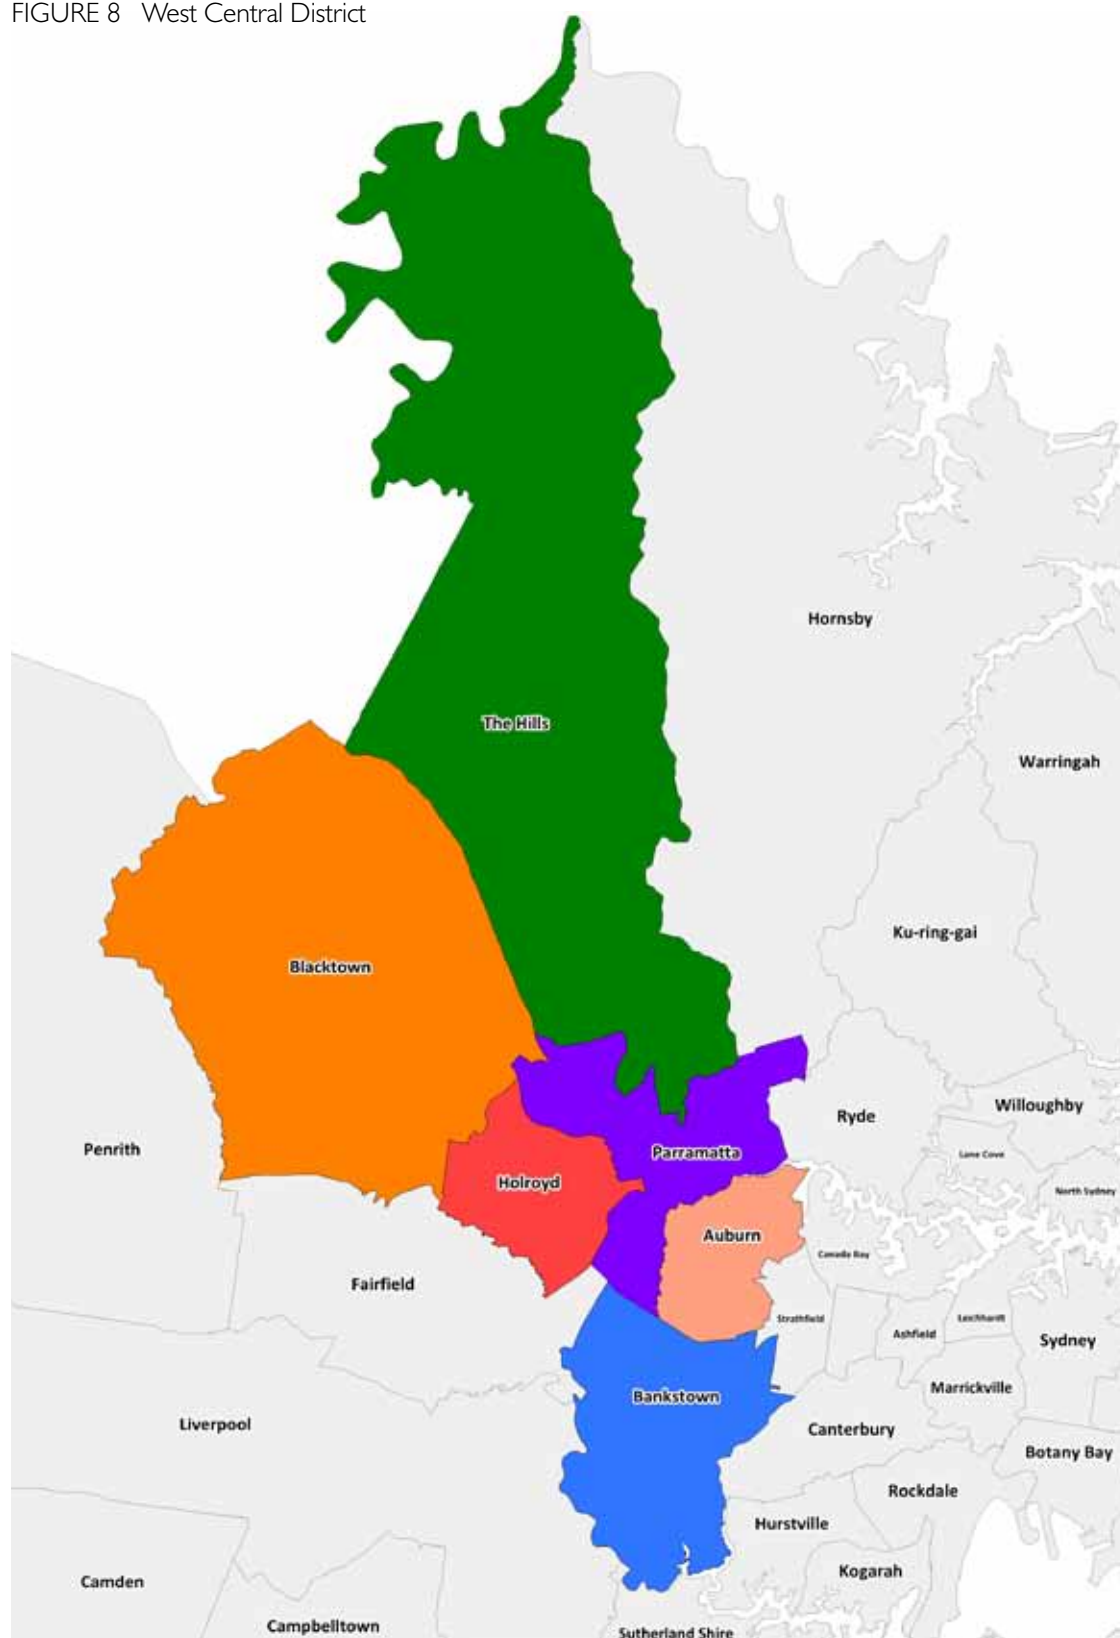 FIGURE 8 West Central District
Hornsby
The Hills
Warringah
Ku-ring-gai
Blacktown
Willoughby
Ryde
Penrith
Parramatta
Lane Cove
Holroyd
North Sydney
Auburn
Canada Bay
Fairfield
Strathfield
Leichhardt
Ashfield
Sydney
Marrickville
Bankstown
Liverpool
Canterbury
Botany Bay
Rockdale
Hurstville
Kogarah
Camden
Campbelltown
Sutherland Shire